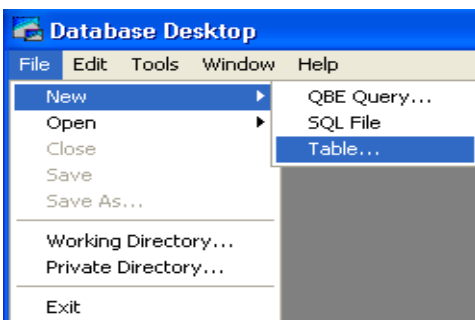 Database Desktop
File Edit Tools Window Help
New
Open
Close
Save
Save As...
Working Directory...
Private Directory...
Exit
QBE Query...
SQL File
Table...